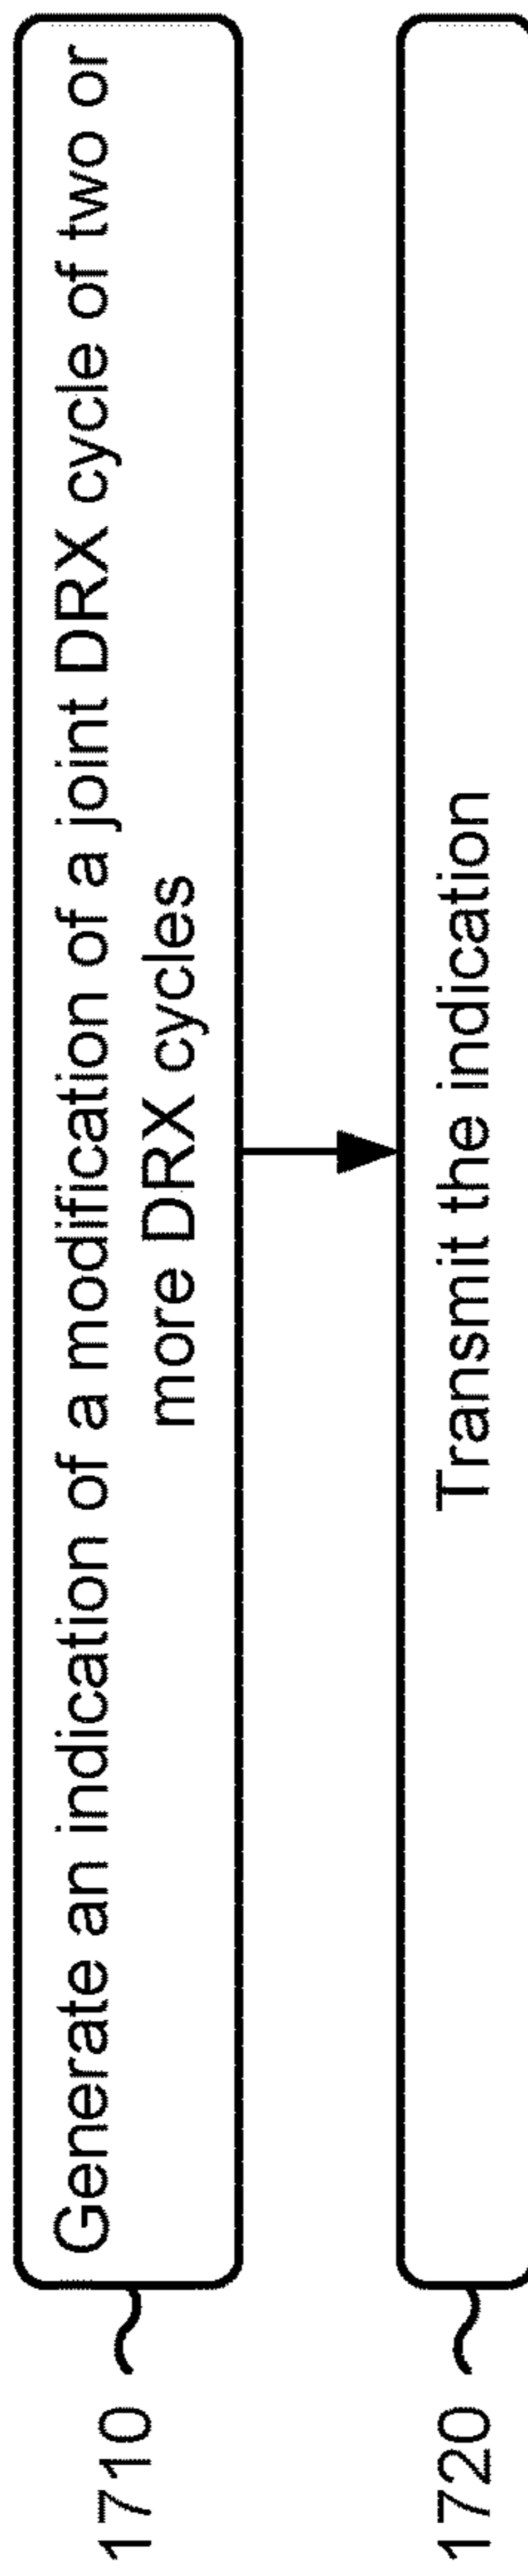 1710
Generate an indication of a modification of a joint DRX cycle of two or
more DRX cycles
1720
Transmit the indication